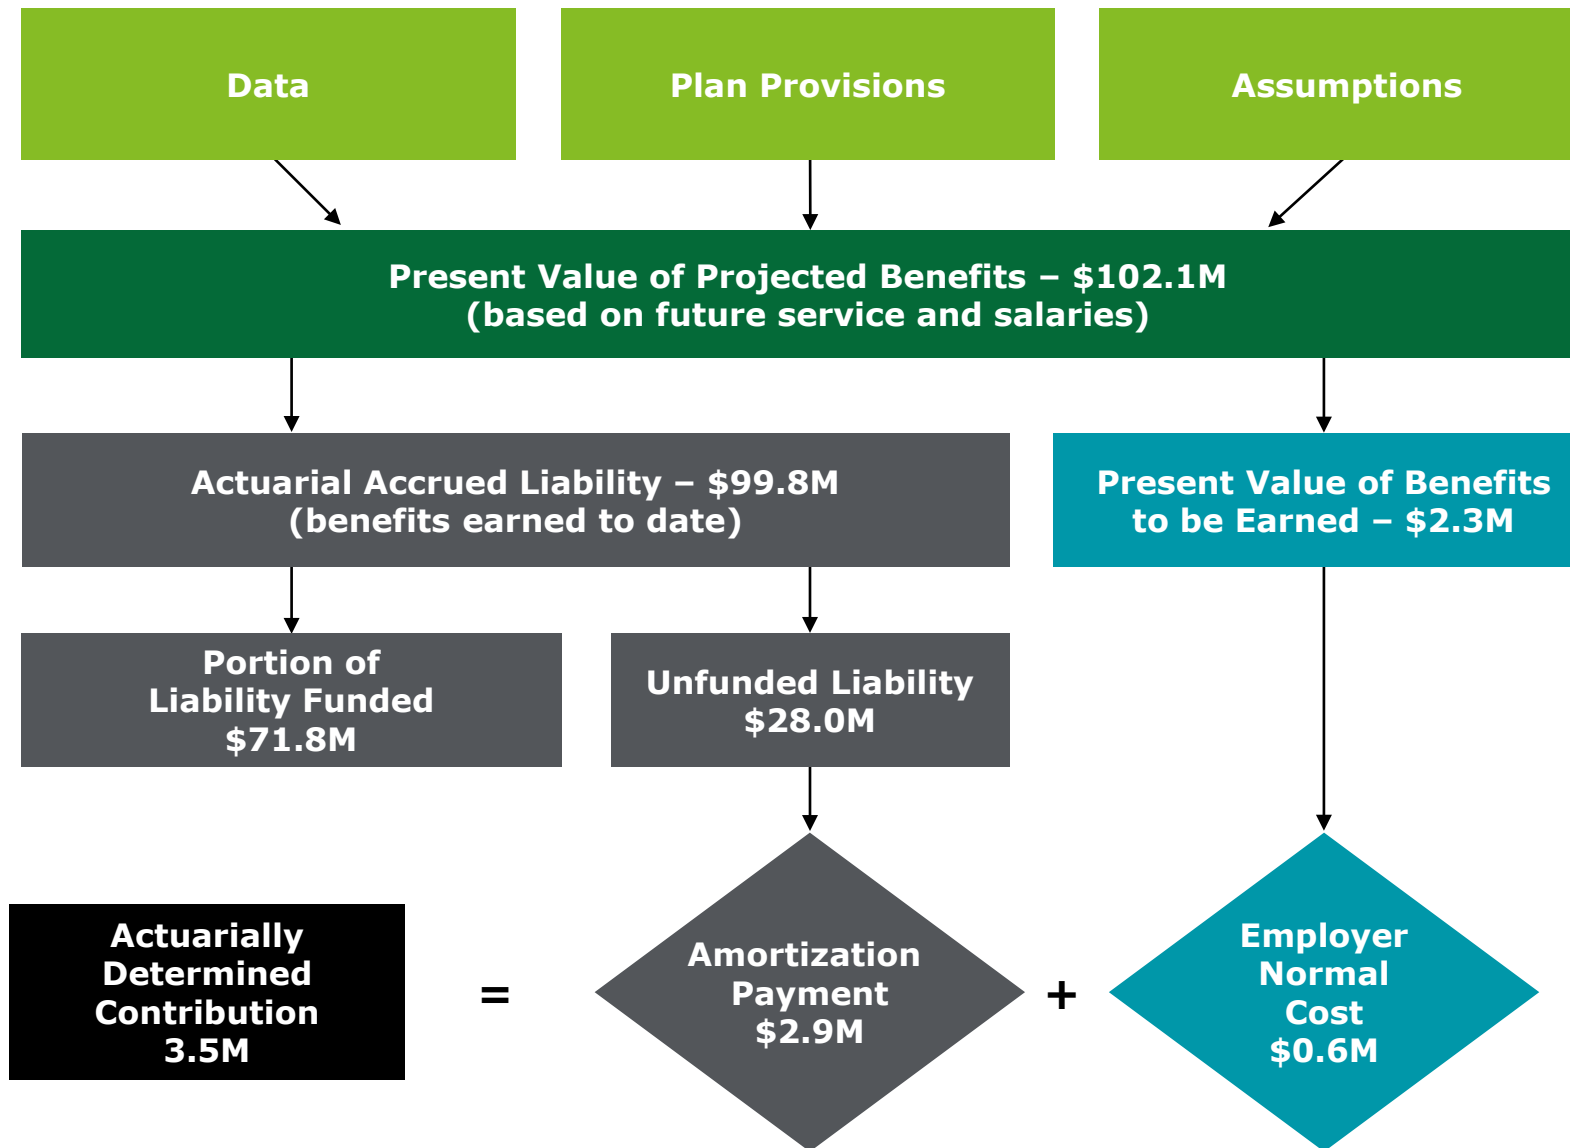 Data
Plan Provisions
Assumptions
Present Value of Projected Benefits – $102.1M
(based on future service and salaries)
Actuarial Accrued Liability – $99.8M
(benefits earned to date)
Present Value of Benefits
to be Earned – $2.3M
Portion of
Liability Funded
$71.8M
Unfunded Liability
$28.0M
Actuarially
Determined
Contribution
3.5M
=
Amortization
Payment
$2.9M
+
Employer
Normal
Cost
$0.6M